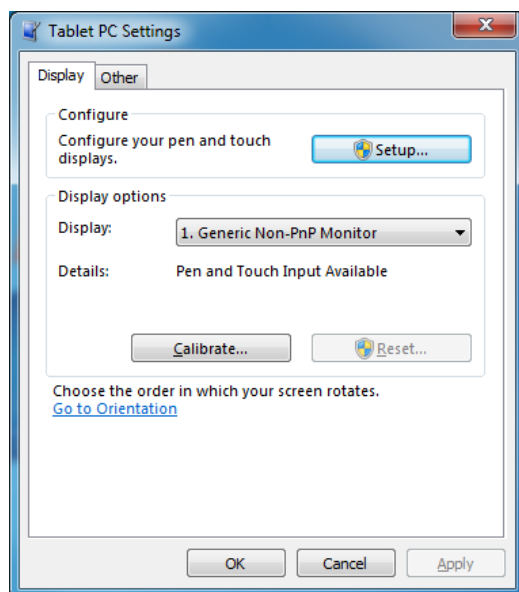 Tablet PC Settings
Display
Other
Configure
Configure your pen and touch
displays.
Setup...
Display options
Display:
1. Generic Non-PnP Monitor
Details:
Pen and Touch Input Available
Calibrate...
Reset...
Choose the order in which your screen rotates.
Go to Orientation
OK
Cancel
Apply